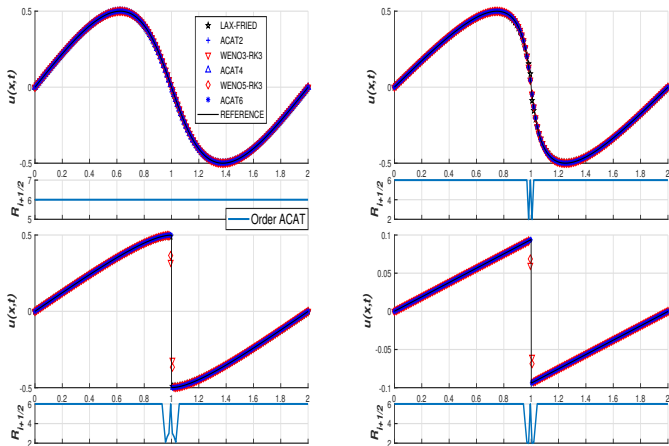 0.5
0
-0.5
u(x,t)
0 0.2 0.4 0.6 0.8 1 1.2 1.4 1.6 1.8 2
LAX-FRIED
ACAT2
WENO3-RK3
ACAT4
WENO5-RK3
ACAT6
REFERENCE
7
6
5
R i+1/2
Order ACAT
0.5
0
-0.5
u(x,t)
0 0.2 0.4 0.6 0.8 1 1.2 1.4 1.6 1.8 2
6
4
2
R i+1/2
0.5
0
-0.5
u(x,t)
0 0.2 0.4 0.6 0.8 1 1.2 1.4 1.6 1.8 2
6
4
2
R i+1/2
0.1
0.05
0
-0.05
-0.1
u(x,t)
0 0.2 0.4 0.6 0.8 1 1.2 1.4 1.6 1.8 2
6
4
2
R i+1/2